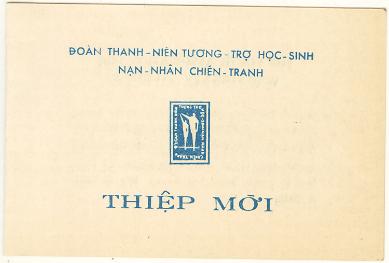 ĐOÀN THANH-NIÊN TƯƠNG-TRỢ HỌC-SINH
NẠN-NHÂN CHIẾN-TRANH
THIỆP MỜI